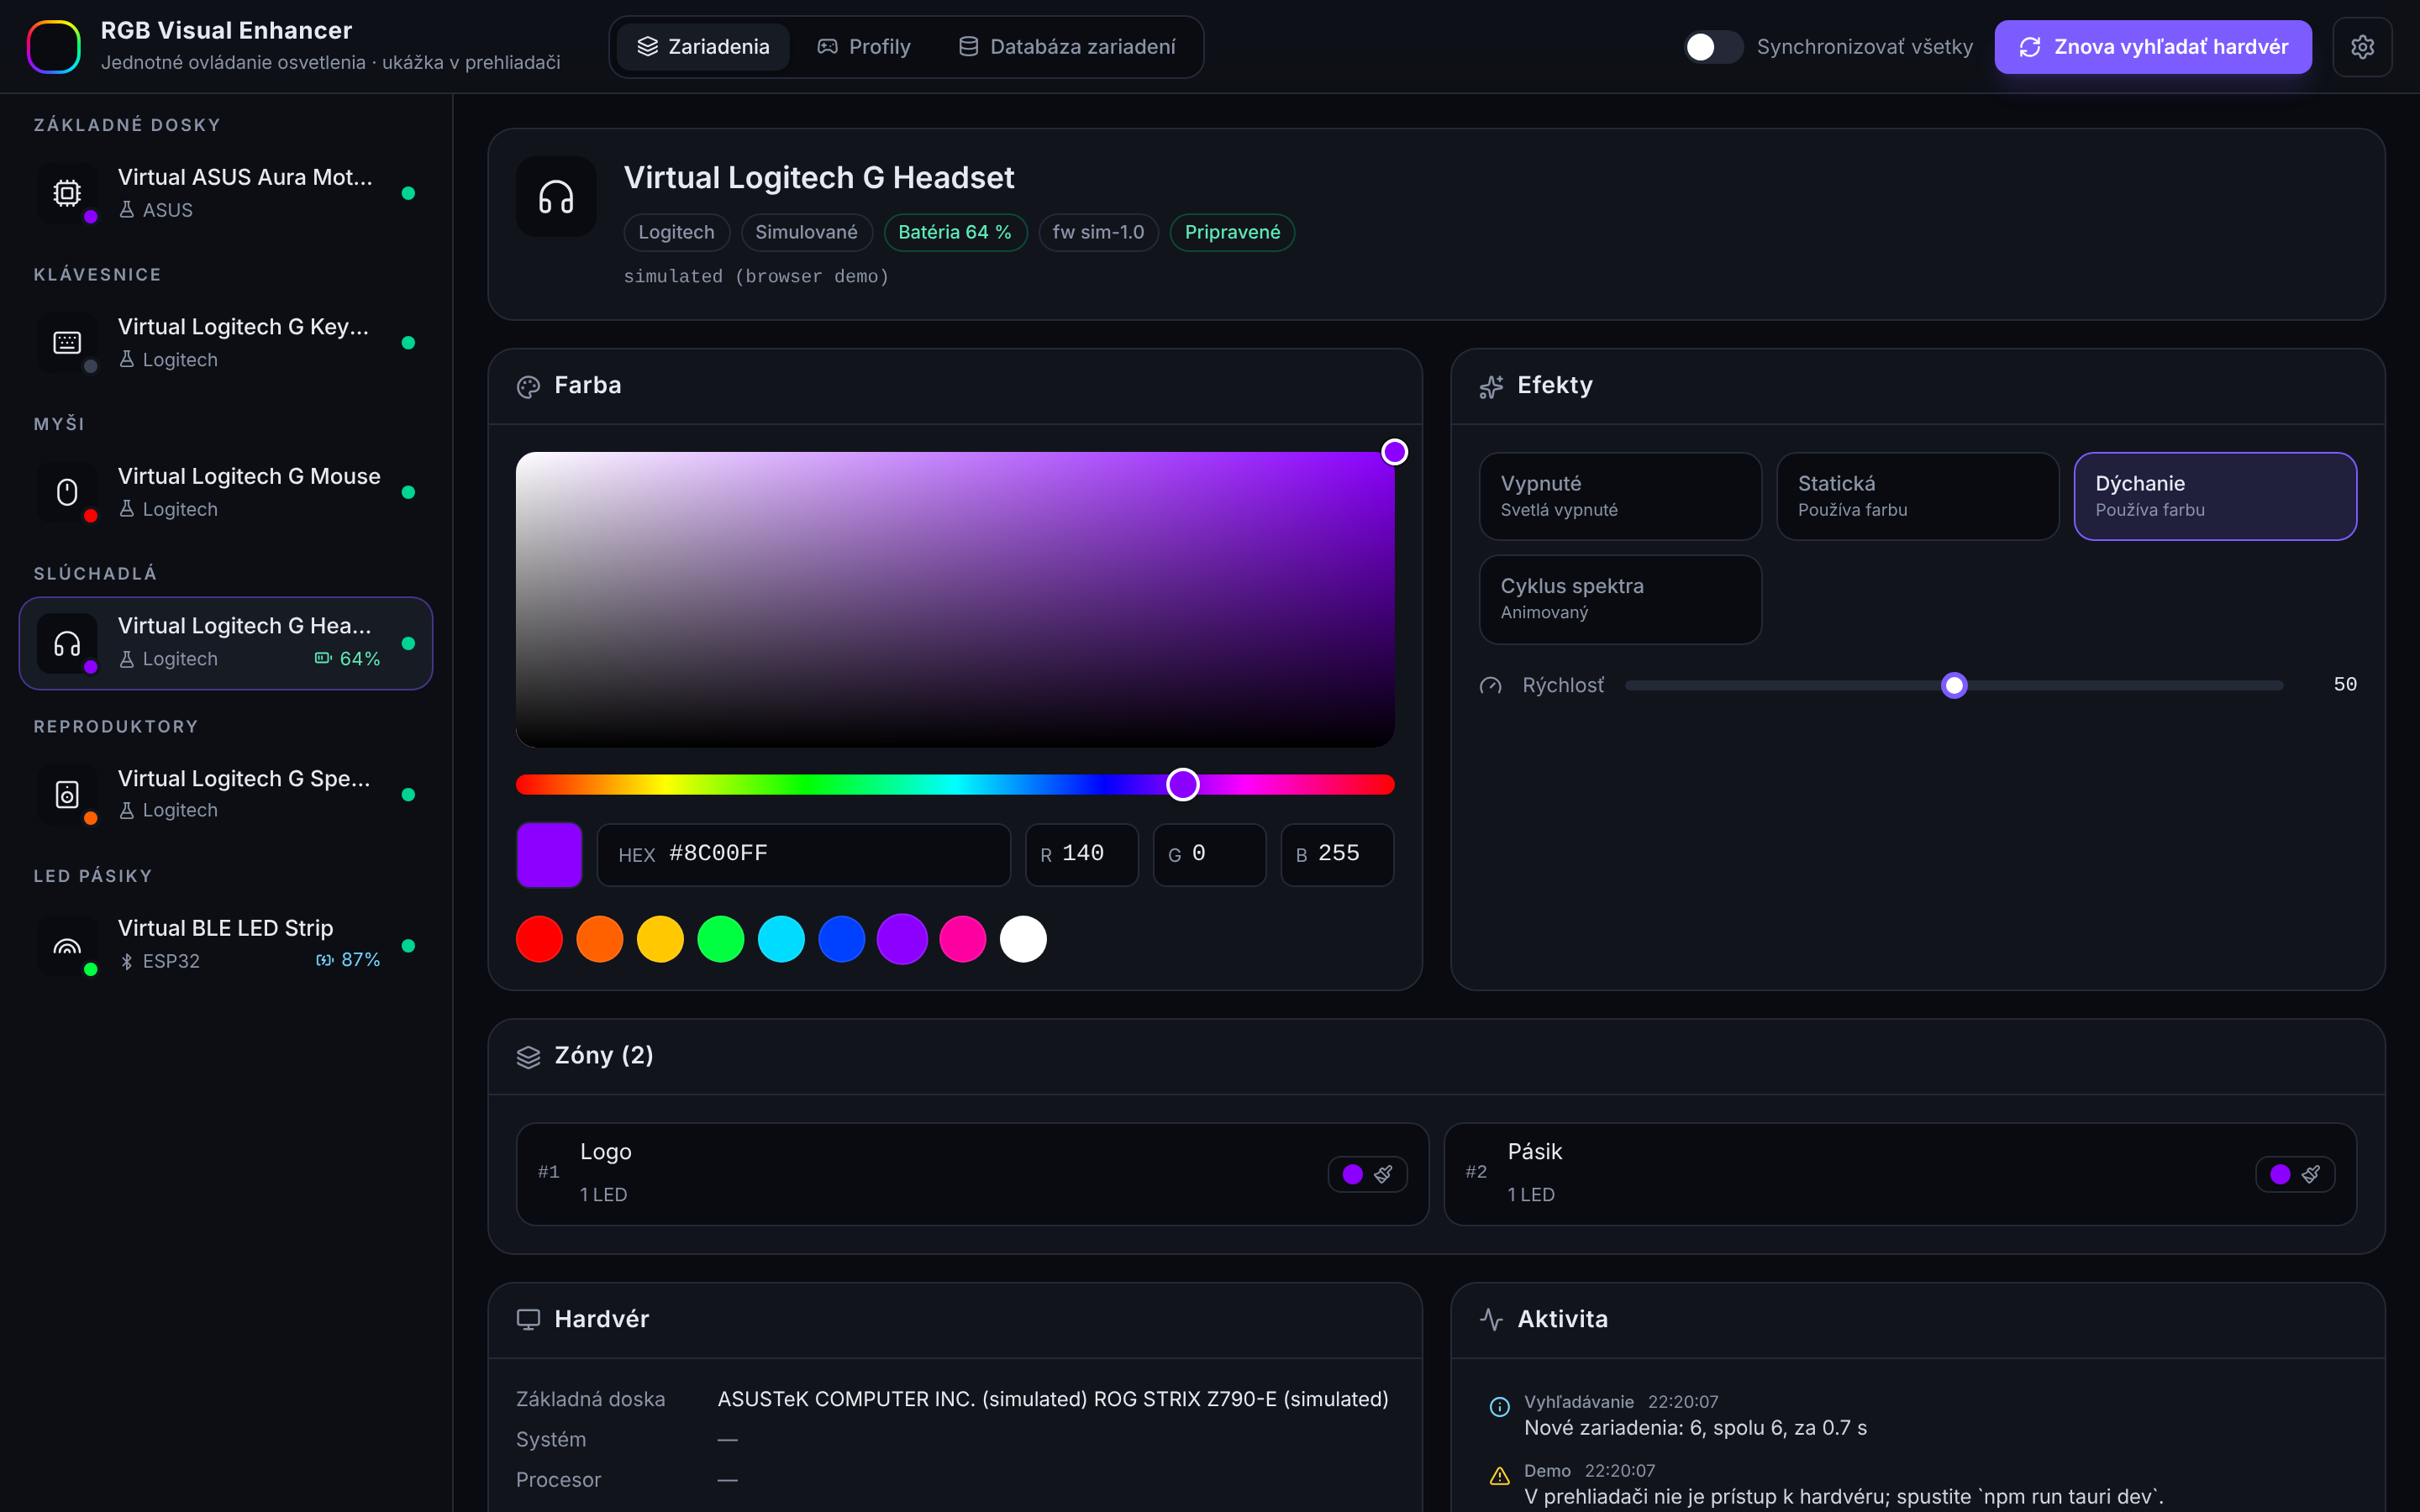 RGB Visual Enhancer
Jednotné ovládanie osvetlenia · ukážka v prehliadači
Zariadenia
Profily
Databáza zariadení
Synchronizovať všetky
Znova vyhľadať hardvér
ZÁKLADNÉ DOSKY
Virtual ASUS Aura Mot...
ASUS
KLÁVESNICE
Virtual Logitech G Key...
Logitech
MYŠI
Virtual Logitech G Mouse
Logitech
SLÚCHADLÁ
Virtual Logitech G Hea...
Logitech 64%
REPRODUKTORY
Virtual Logitech G Spe...
Logitech
LED PÁSIKY
Virtual BLE LED Strip
ESP32 87%
Virtual Logitech G Headset
Logitech Simulované Batéria 64 % fw sim-1.0 Pripravené
simulated (browser demo)
Farba
HEX #8C00FF R 140 G 0 B 255
Efekty
Vypnuté
Svetlá vypnuté
Statická
Používa farbu
Dýchanie
Používa farbu
Cyklus spektra
Animovaný
Rýchlosť 50
Zóny (2)
#1 Logo
1 LED
#2 Pásik
1 LED
Hardvér
Základná doska ASUSTeK COMPUTER INC. (simulated) ROG STRIX Z790-E (simulated)
Systém —
Procesor —
Aktivita
Vyhľadávanie 22:20:07
Nové zariadenia: 6, spolu 6, za 0.7 s
Demo 22:20:07
V prehliadači nie je prístup k hardvéru; spustite `npm run tauri dev`.